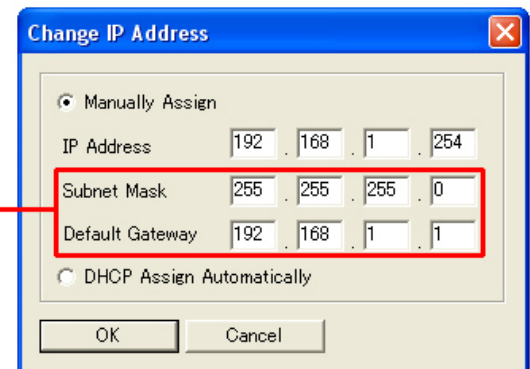 Change IP Address
Manually Assign
IP Address 192 . 168 . 1 . 254
Subnet Mask 255 . 255 . 255 . 0
Default Gateway 192 . 168 . 1 . 1
DHCP Assign Automatically
OK Cancel